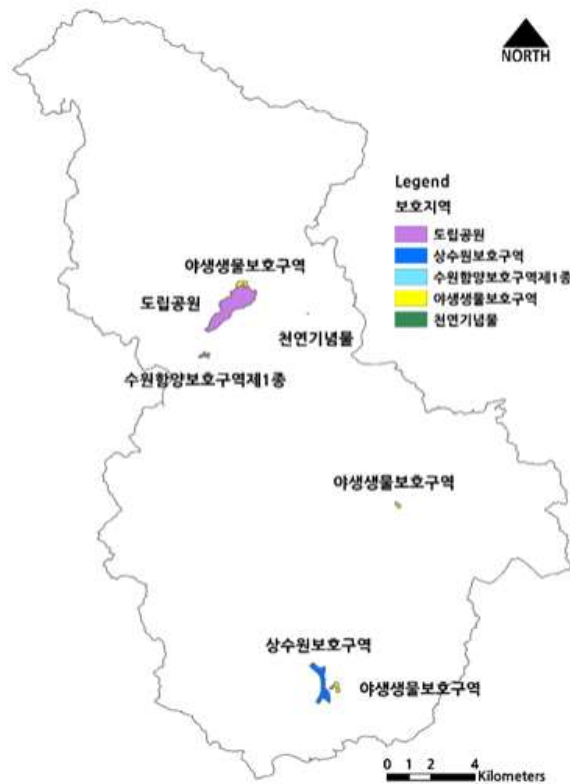 NORTH
Legend
보호지역
도립공원
상수원보호구역
수원함양보호구역제1종
야생생물보호구역
천연기념물
야생생물보호구역
도립공원
천연기념물
수원함양보호구역제1종
야생생물보호구역
상수원보호구역
야생생물보호구역
0 1 2 4
Kilometers